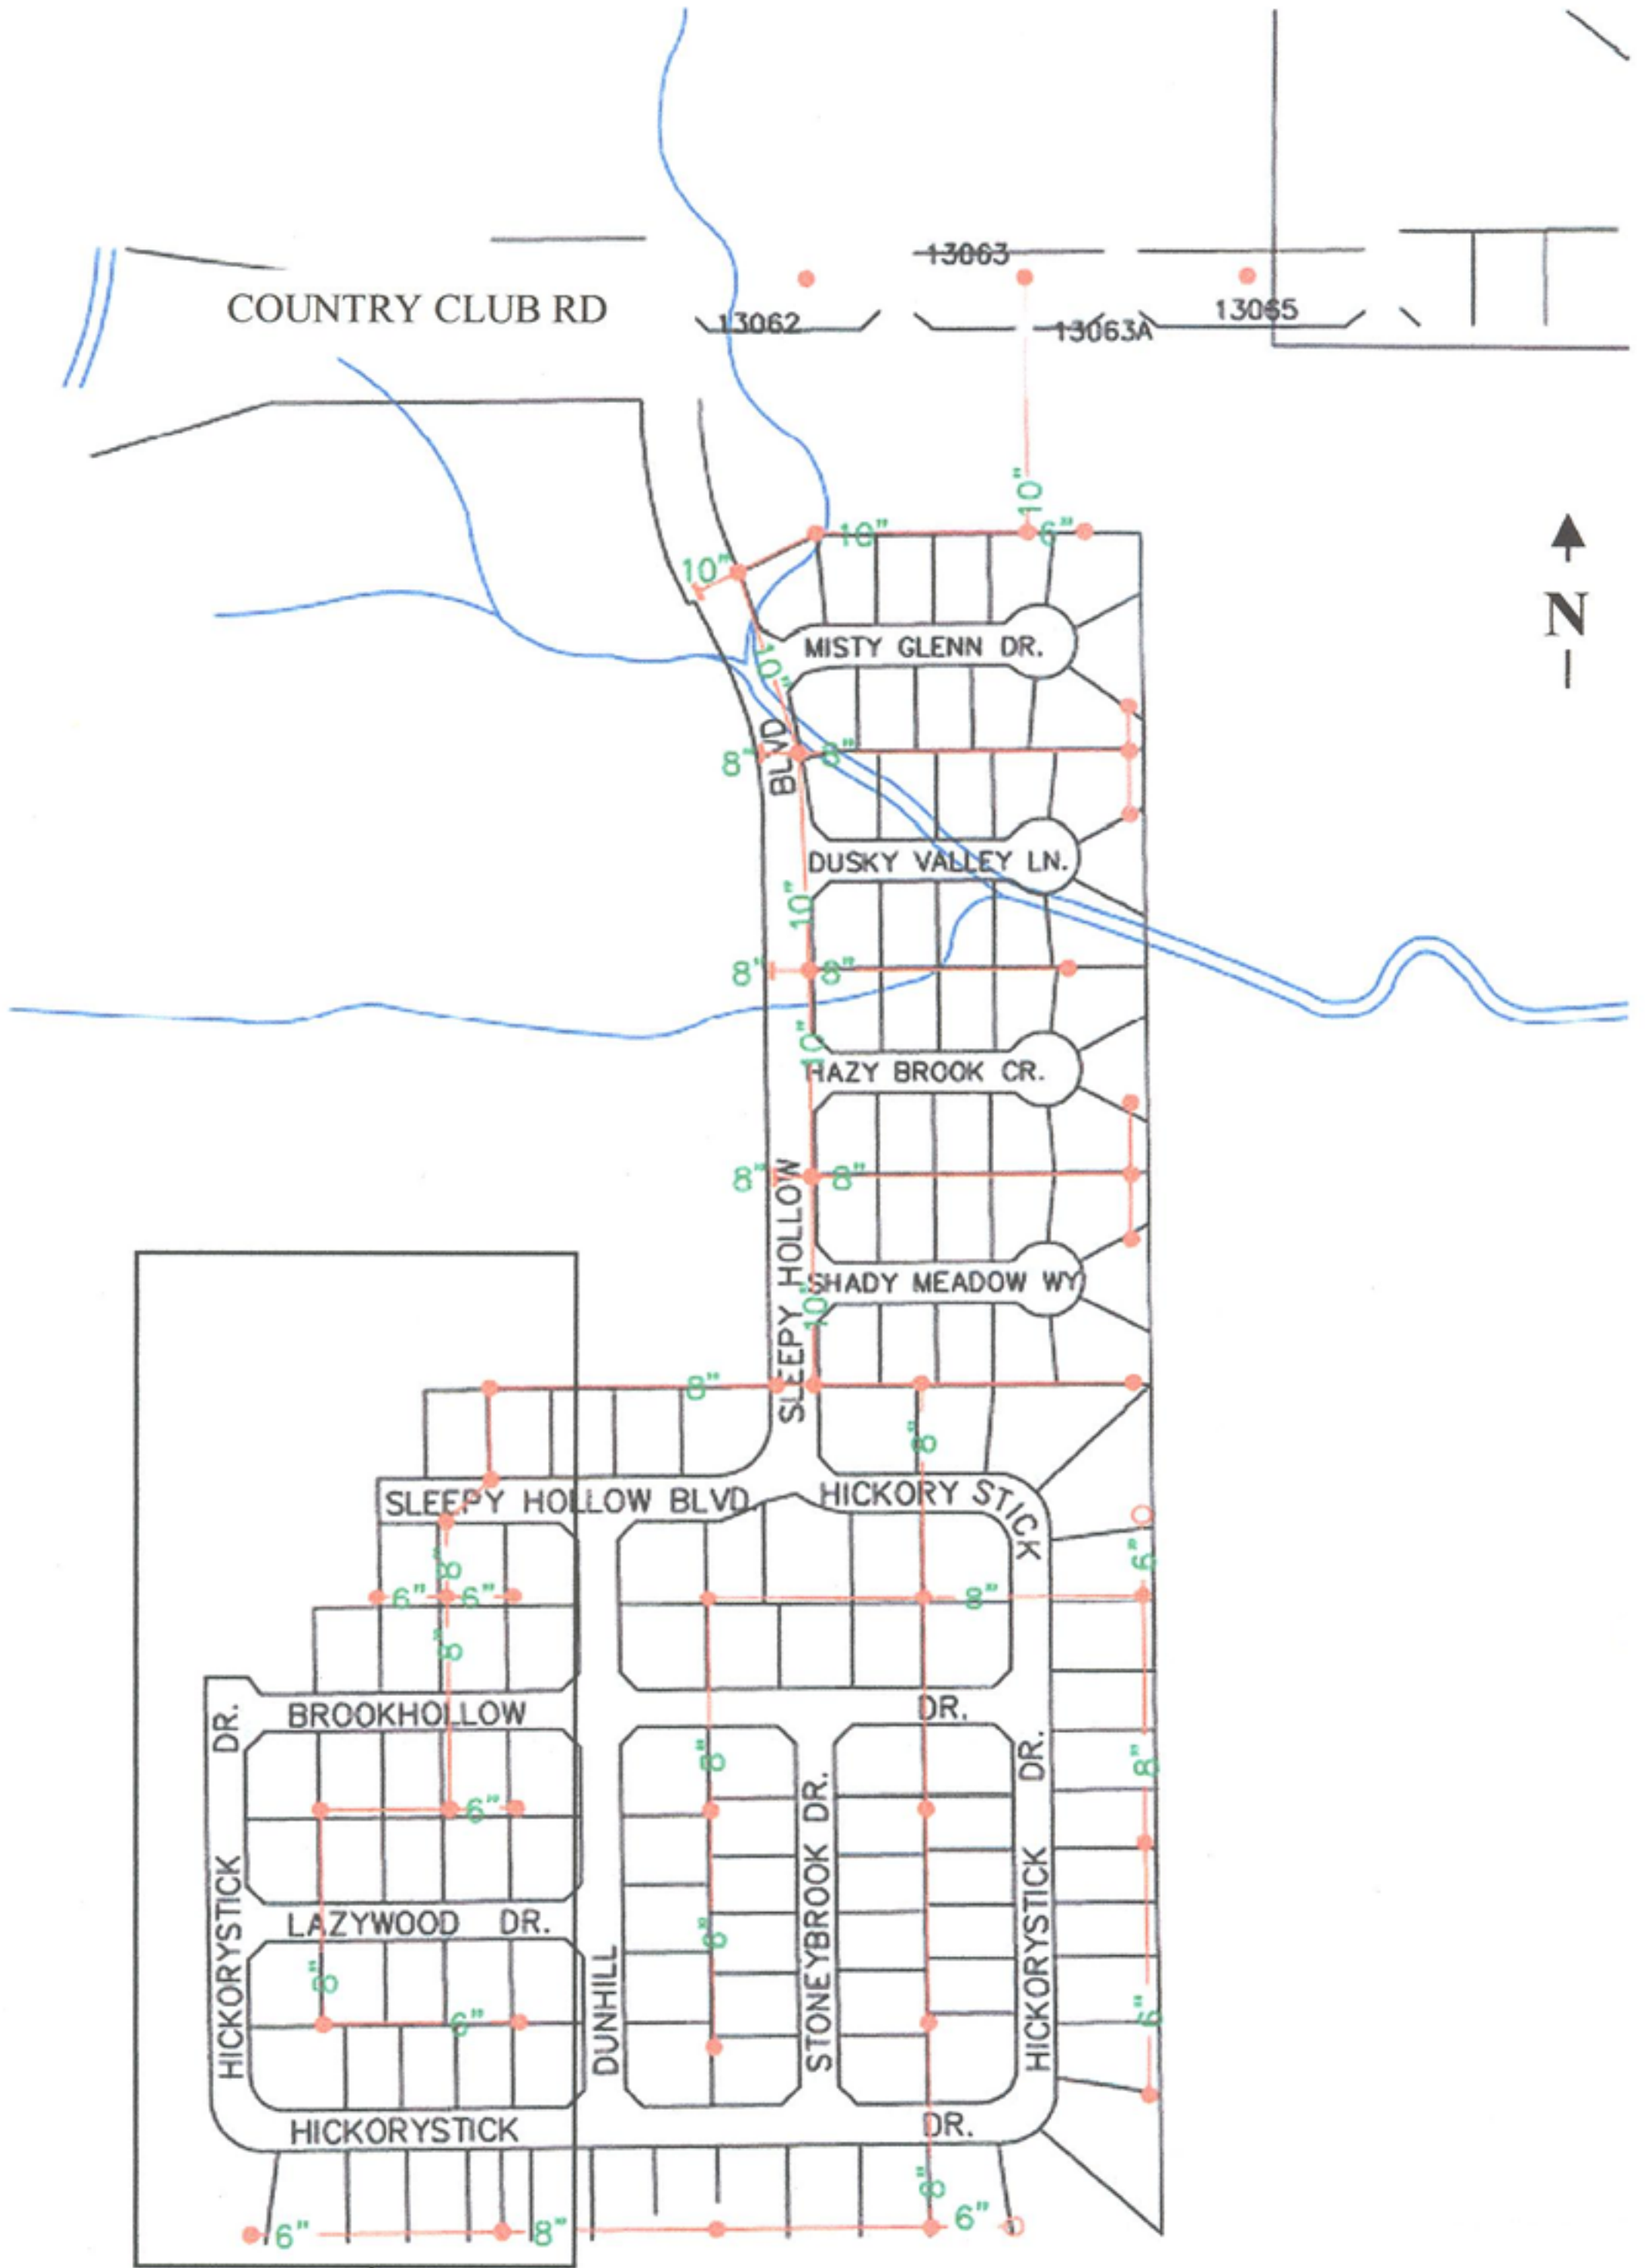 13063
COUNTRY CLUB RD
13062
13063A
13065
10"
10"
6"
10"
N
MISTY GLENN DR.
10"
BLVD
8"
8"
DUSKY VALLEY LN.
10"
8"
8"
10"
HAZY BROOK CR.
8"
8"
SLEEPY HOLLOW
SHADY MEADOW WY
10"
8"
8"
SLEEPY HOLLOW BLVD.
HICKORY STICK
8"
6"
6"
6"
8"
8"
DR.
BROOKHOLLOW
DR.
DR.
8"
8"
6"
HICKORYSTICK
LAZYWOOD DR.
STONEYBROOK DR.
HICKORYSTICK
6"
8"
6"
DUNHILL
6"
HICKORYSTICK
DR.
8"
6"
8"
6"